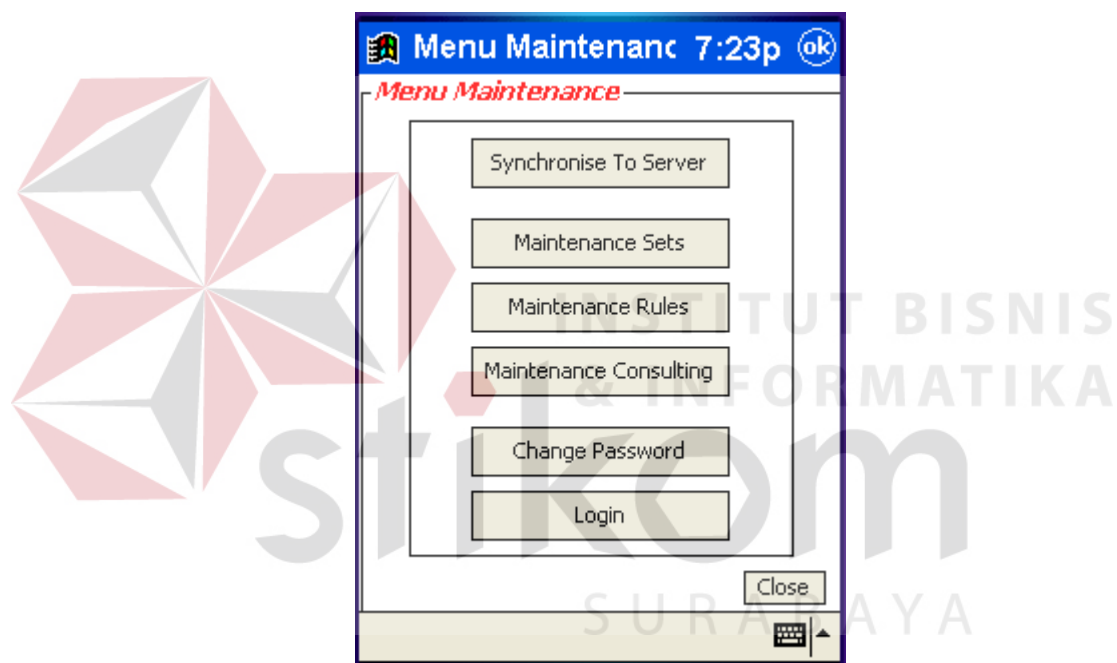 Menu Maintenanc 7:23p ok
Menu Maintenance
Synchronise To Server
Maintenance Sets
Maintenance Rules
Maintenance Consulting
Change Password
Login
Close
INSTITUT BISNIS
& INFORMATIKA
stikom
SURABAYA